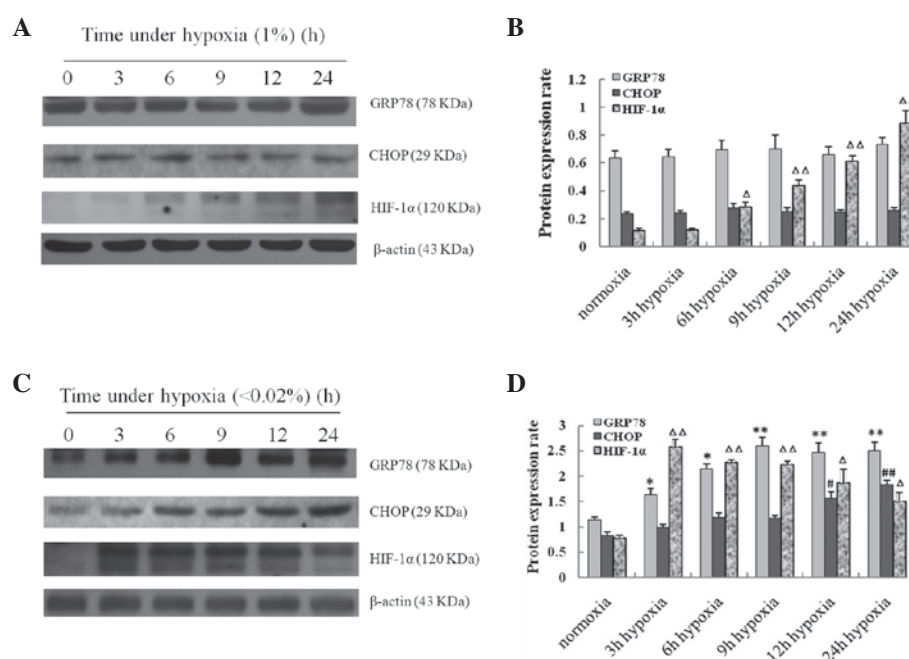 A
Time under hypoxia (1%) (h)
0 3 6 9 12 24
GRP78 (78 KDa)
CHOP (29 KDa)
HIF-1α (120 KDa)
β-actin (43 KDa)
B
GRP78
CHOP
HIF-1α
Protein expression rate
1.2
1
0.8
0.6
0.4
0.2
0
Δ
ΔΔ
ΔΔ
Δ
normoxia
3h hypoxia
6h hypoxia
9h hypoxia
12h hypoxia
24h hypoxia
C
Time under hypoxia (<0.02%) (h)
0 3 6 9 12 24
GRP78 (78 KDa)
CHOP (29 KDa)
HIF-1α (120 KDa)
β-actin (43 KDa)
D
GRP78
CHOP
HIF-1α
Protein expression rate
3
2.5
2
1.5
1
0.5
0
* ΔΔ
* ΔΔ
** ΔΔ
** # Δ
** ## Δ
normoxia
3h hypoxia
6h hypoxia
9h hypoxia
12h hypoxia
24h hypoxia